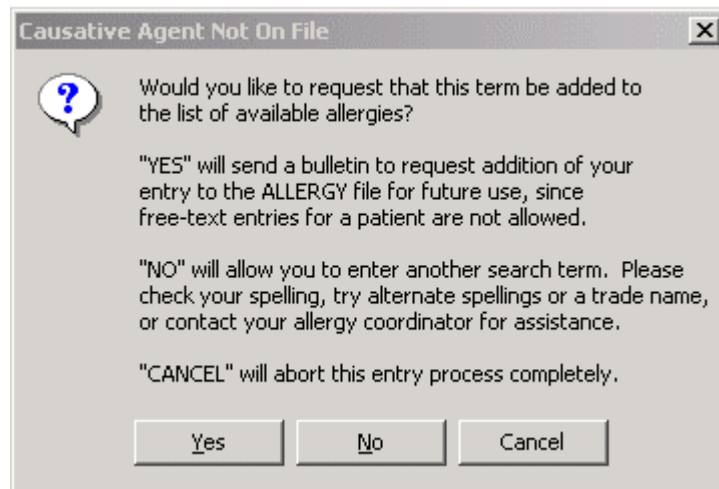 Causative Agent Not On File
Would you like to request that this term be added to
the list of available allergies?
"YES" will send a bulletin to request addition of your
entry to the ALLERGY file for future use, since
free-text entries for a patient are not allowed.
"NO" will allow you to enter another search term.  Please
check your spelling, try alternate spellings or a trade name,
or contact your allergy coordinator for assistance.
"CANCEL" will abort this entry process completely.
Yes No Cancel